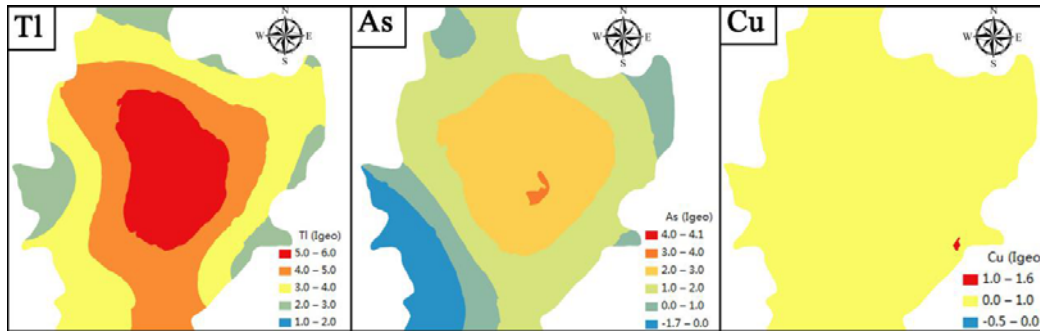 Tl
N
W E
S
Tl (Igeo)
5.0 – 6.0
4.0 – 5.0
3.0 – 4.0
2.0 – 3.0
1.0 – 2.0
As
N
W E
S
As (Igeo)
4.0 – 4.1
3.0 – 4.0
2.0 – 3.0
1.0 – 2.0
0.0 – 1.0
-1.7 – 0.0
Cu
N
W E
S
Cu (Igeo)
1.0 – 1.6
0.0 – 1.0
-0.5 – 0.0